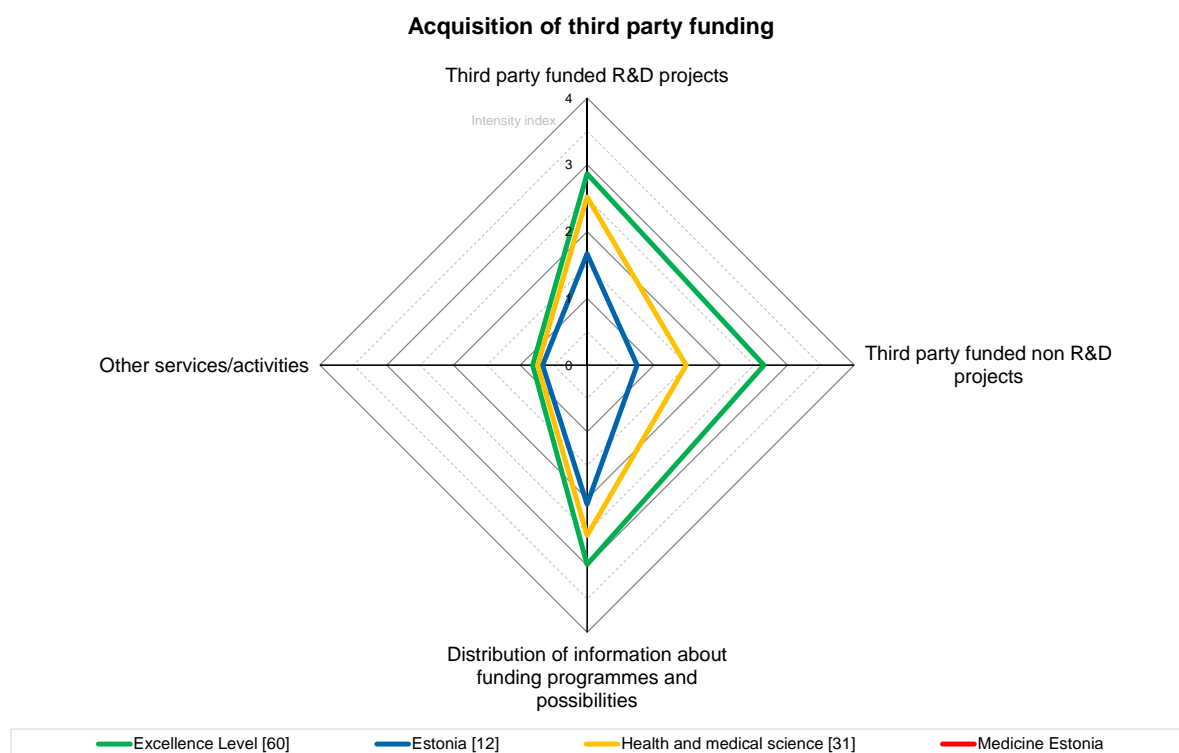 Acquisition of third party funding
Third party funded R&D projects
4
Intensity index
3
2
1
0
Other services/activities
Third party funded non R&D
projects
Distribution of information about
funding programmes and
possibilities
Excellence Level [60]
Estonia [12]
Health and medical science [31]
Medicine Estonia